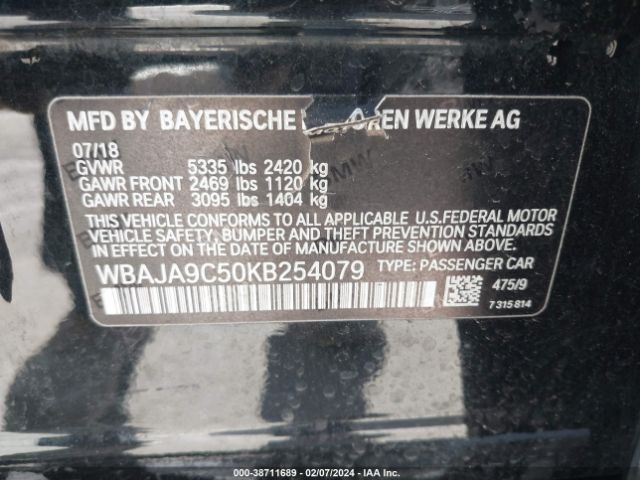 MFD BY BAYERISCHE OREN WERKE AG
07/18
GVWR 5335 lbs 2420 kg
GAWR FRONT 2469 lbs 1120 kg
GAWR REAR 3095 lbs 1404 kg
THIS VEHICLE CONFORMS TO ALL APPLICABLE U.S.FEDERAL MOTOR
VEHICLE SAFETY, BUMPER AND THEFT PREVENTION STANDARDS
IN EFFECT ON THE DATE OF MANUFACTURE SHOWN ABOVE.
WBAJA9C50KB254079 TYPE: PASSENGER CAR
475/9
7 315 814
000-38711689 - 02/07/2024 - IAA Inc.